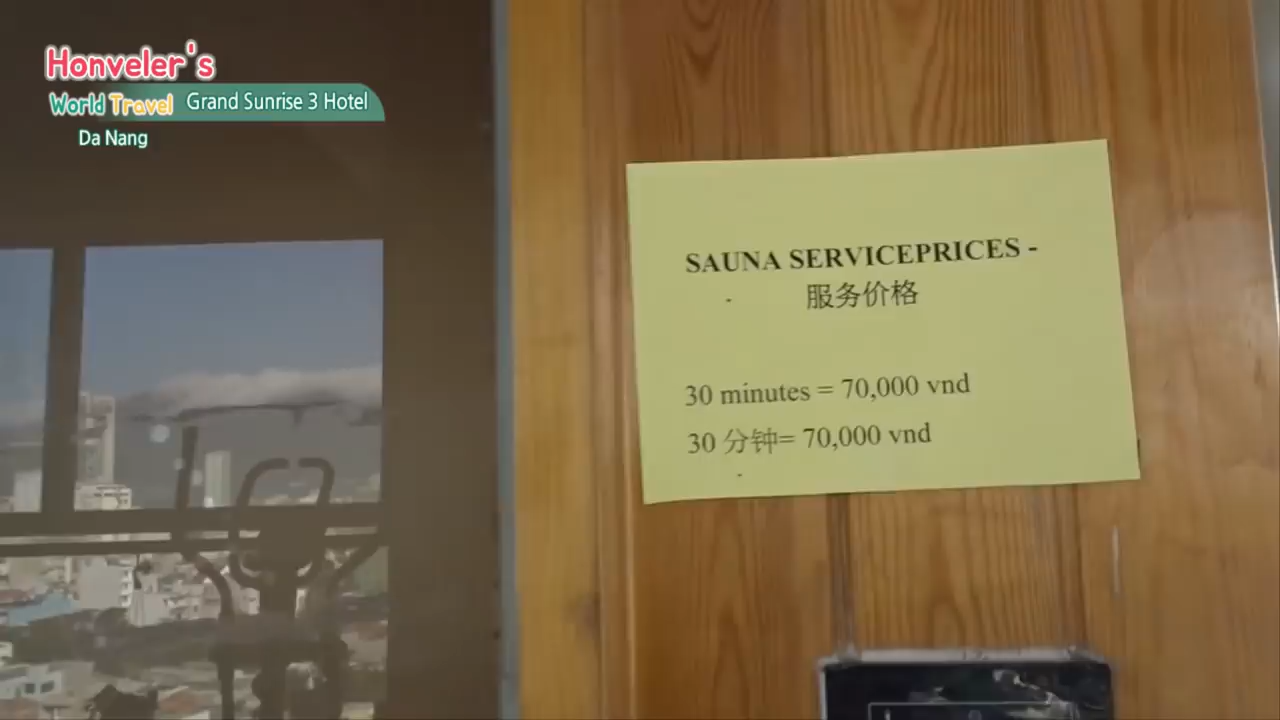 Honveler's
World Travel Grand Sunrise 3 Hotel
Da Nang
SAUNA SERVICEPRICES -
服务价格
30 minutes = 70,000 vnd
30 分钟= 70,000 vnd